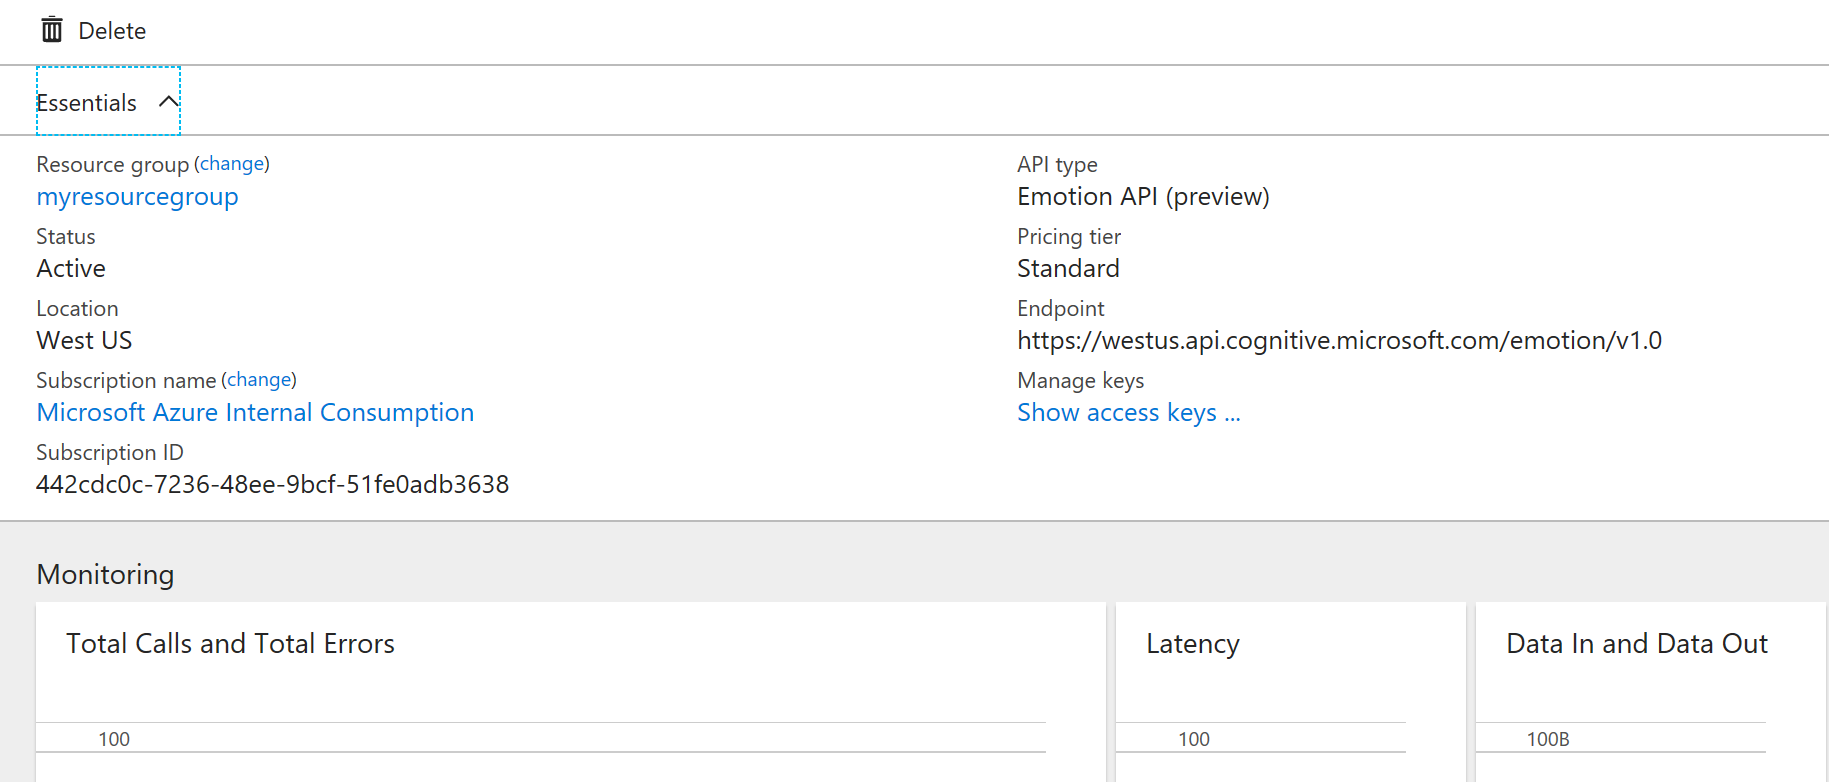 Delete
Essentials
Resource group (change)
myresourcegroup
Status
Active
Location
West US
Subscription name (change)
Microsoft Azure Internal Consumption
Subscription ID
442cdc0c-7236-48ee-9bcf-51fe0adb3638
API type
Emotion API (preview)
Pricing tier
Standard
Endpoint
https://westus.api.cognitive.microsoft.com/emotion/v1.0
Manage keys
Show access keys ...
Monitoring
Total Calls and Total Errors
100
Latency
100
Data In and Data Out
100B